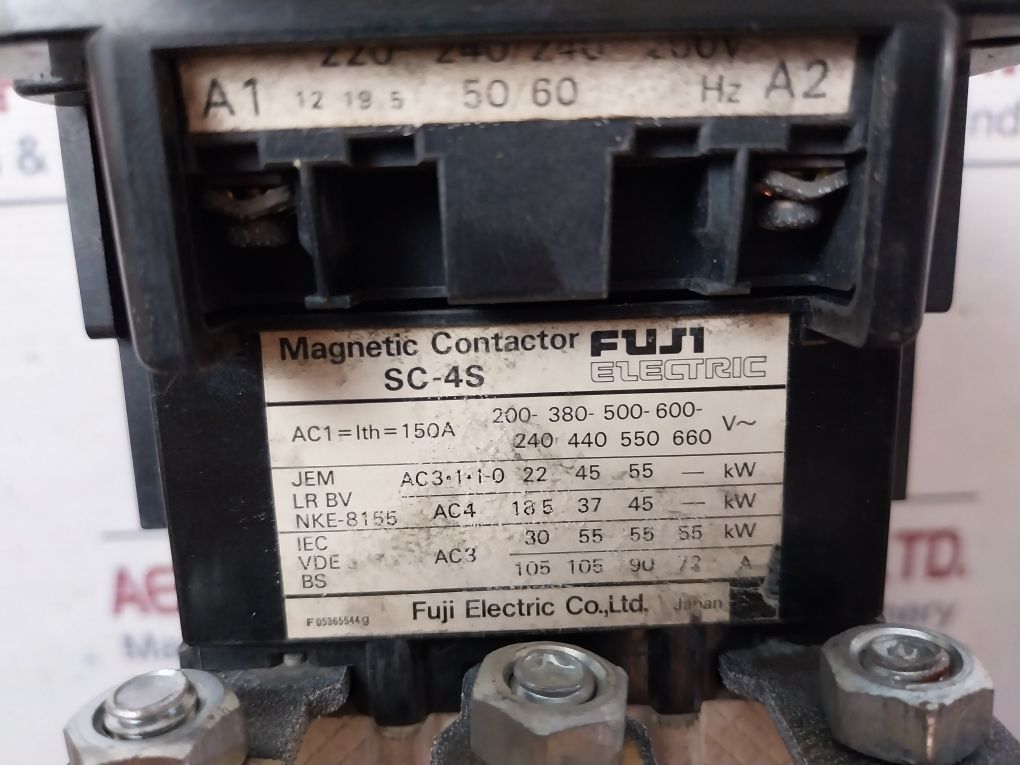 220- 240/240- 250V
A1 12 19 5 50/60 Hz A2
Magnetic Contactor FUJI
SC-4S ELECTRIC
AC1=Ith=150A 200- 380- 500- 600- V~
240 440 550 660
JEM AC3·1·1-0 22 45 55 — kW
LR BV
NKE-8155 AC4 18.5 37 45 — kW
IEC 30 55 55 55 kW
VDE AC3
BS 105 105 90 A
F05365544g Fuji Electric Co.,Ltd. Japan
&
LTD.